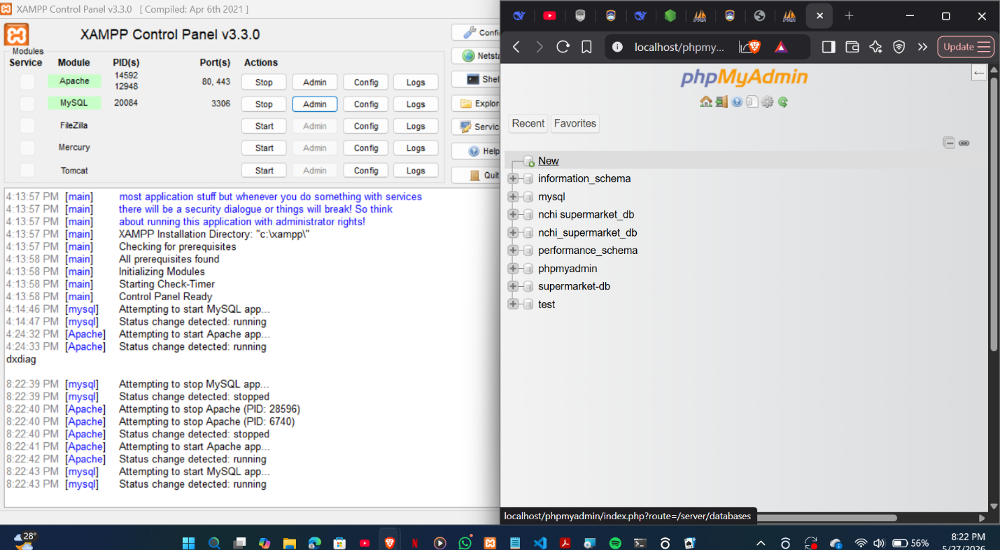 XAMPP Control Panel v3.3.0 [ Compiled: Apr 6th 2021 ]
XAMPP Control Panel v3.3.0
Modules
Service Module PID(s) Port(s) Actions
Apache 14592 12948 80, 443 Stop Admin Config Logs
MySQL 20084 3306 Stop Admin Config Logs
FileZilla Start Admin Config Logs
Mercury Start Admin Config Logs
Tomcat Start Admin Config Logs
Config
Netsta
Shel
Explor
Servic
Help
Quit
4:13:57 PM [main] most application stuff but whenever you do something with services
4:13:57 PM [main] there will be a security dialogue or things will break! So think
4:13:57 PM [main] about running this application with administrator rights!
4:13:57 PM [main] XAMPP Installation Directory: "c:\xampp\"
4:13:57 PM [main] Checking for prerequisites
4:13:58 PM [main] All prerequisites found
4:13:58 PM [main] Initializing Modules
4:13:58 PM [main] Starting Check-Timer
4:13:58 PM [main] Control Panel Ready
4:14:46 PM [mysql] Attempting to start MySQL app...
4:14:47 PM [mysql] Status change detected: running
4:24:32 PM [Apache] Attempting to start Apache app...
4:24:33 PM [Apache] Status change detected: running
dxdiag
8:22:39 PM [mysql] Attempting to stop MySQL app...
8:22:39 PM [mysql] Status change detected: stopped
8:22:40 PM [Apache] Attempting to stop Apache (PID: 28596)
8:22:40 PM [Apache] Attempting to stop Apache (PID: 6740)
8:22:40 PM [Apache] Status change detected: stopped
8:22:41 PM [Apache] Attempting to start Apache app...
8:22:42 PM [Apache] Status change detected: running
8:22:43 PM [mysql] Attempting to start MySQL app...
8:22:43 PM [mysql] Status change detected: running
localhost/phpmy... Update
phpMyAdmin
Recent Favorites
New
information_schema
mysql
nchi supermarket_db
nchi_supermarket_db
performance_schema
phpmyadmin
supermarket-db
test
localhost/phpmyadmin/index.php?route=/server/databases
28°
56%
8:22 PM
5/27/2026